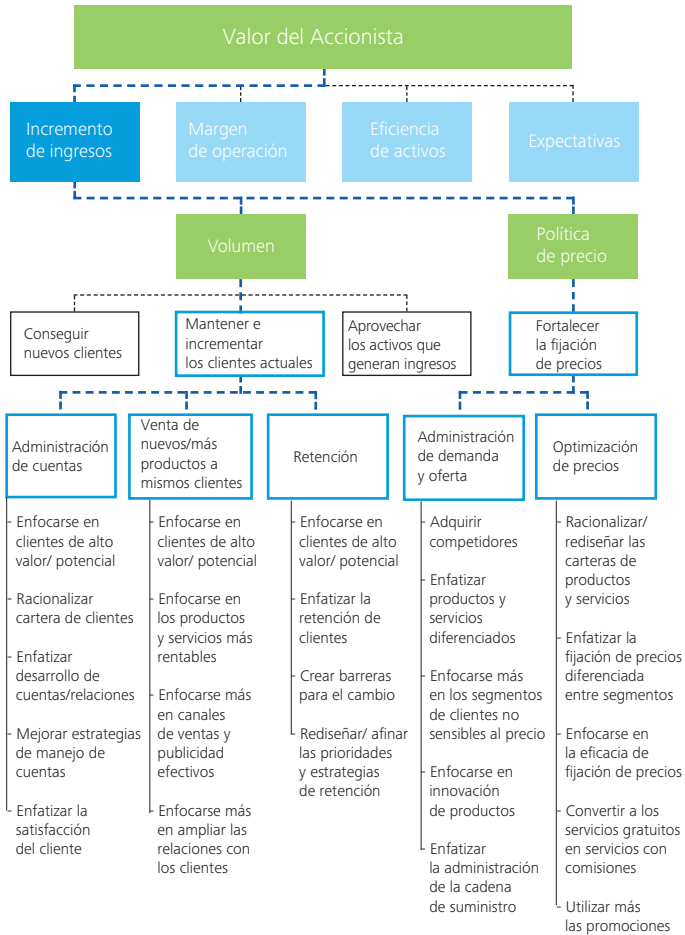 Valor del Accionista
Incremento
de ingresos
Margen
de operación
Eficiencia
de activos
Expectativas
Volumen
Política
de precio
Conseguir
nuevos clientes
Mantener e
incrementar
los clientes actuales
Aprovechar
los activos que
generan ingresos
Fortalecer
la fijación
de precios
Administración
de cuentas
Venta de
nuevos/más
productos a
mismos clientes
Retención
Administración
de demanda
y oferta
Optimización
de precios
- Enfocarse en
clientes de alto
valor/ potencial
- Racionalizar
cartera de clientes
- Enfatizar
desarrollo de
cuentas/relaciones
- Mejorar estrategias
de manejo de
cuentas
- Enfatizar la
satisfacción
del cliente
- Enfocarse en
clientes de alto
valor/ potencial
- Enfocarse en
los productos
y servicios más
rentables
- Enfocarse más
en canales
de ventas y
publicidad
efectivos
- Enfocarse más
en ampliar las
relaciones con
los clientes
- Enfocarse en
clientes de alto
valor/ potencial
- Enfatizar la
retención de
clientes
- Crear barreras
para el cambio
- Rediseñar/ afinar
las prioridades
y estrategias
de retención
- Adquirir
competidores
- Enfatizar
productos y
servicios
diferenciados
- Enfocarse más
en los segmentos
de clientes no
sensibles al precio
- Enfocarse en
innovación
de productos
- Enfatizar
la administración
de la cadena
de suministro
- Racionalizar/
rediseñar las
carteras de
productos
y servicios
- Enfatizar la
fijación de precios
diferenciada
entre segmentos
- Enfocarse en
la eficacia de
fijación de precios
- Convertir a los
servicios gratuitos
en servicios con
comisiones
- Utilizar más
las promociones